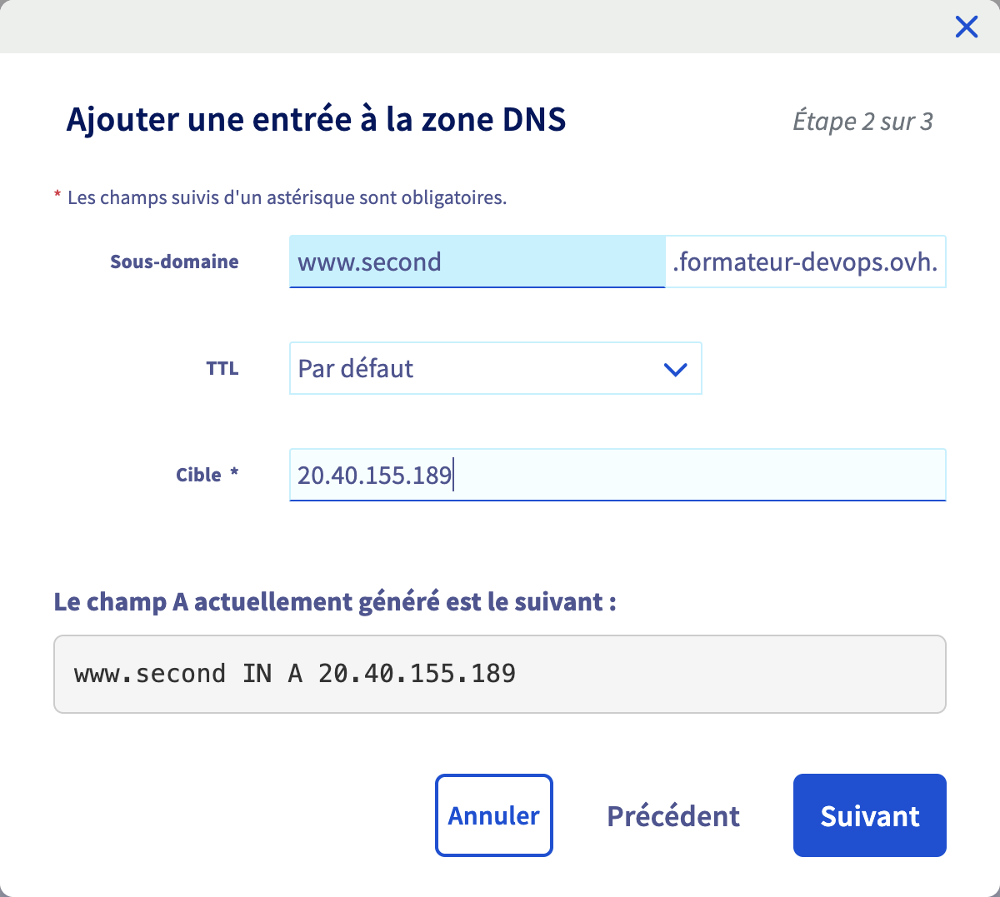 Ajouter une entrée à la zone DNS
Étape 2 sur 3
* Les champs suivis d'un astérisque sont obligatoires.
Sous-domaine www.second .formateur-devops.ovh.
TTL Par défaut
Cible * 20.40.155.189
Le champ A actuellement généré est le suivant :
www.second IN A 20.40.155.189
Annuler Précédent Suivant